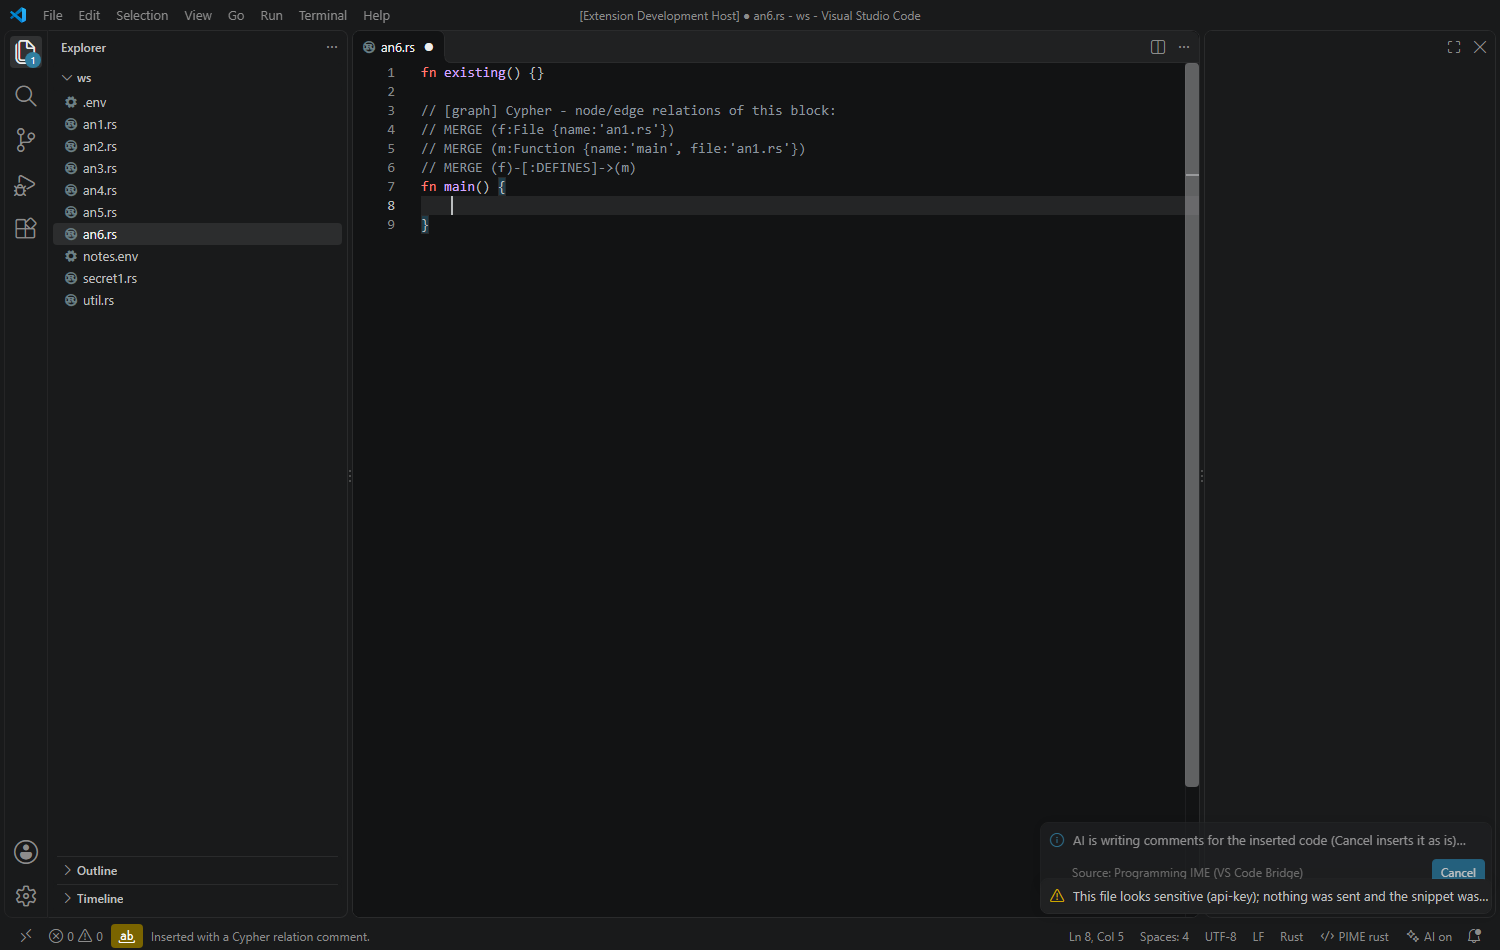 File Edit Selection View Go Run Terminal Help
[Extension Development Host] ● an6.rs - ws - Visual Studio Code
1
Explorer
ws
.env
an1.rs
an2.rs
an3.rs
an4.rs
an5.rs
an6.rs
notes.env
secret1.rs
util.rs
Outline
Timeline
an6.rs
1 fn existing() {}
2
3 // [graph] Cypher - node/edge relations of this block:
4 // MERGE (f:File {name:'an1.rs'})
5 // MERGE (m:Function {name:'main', file:'an1.rs'})
6 // MERGE (f)-[:DEFINES]->(m)
7 fn main() {
8
9 }
AI is writing comments for the inserted code (Cancel inserts it as is)...
Source: Programming IME (VS Code Bridge)
Cancel
This file looks sensitive (api-key); nothing was sent and the snippet was...
0 0 ab Inserted with a Cypher relation comment. Ln 8, Col 5 Spaces: 4 UTF-8 LF Rust PIME rust AI on